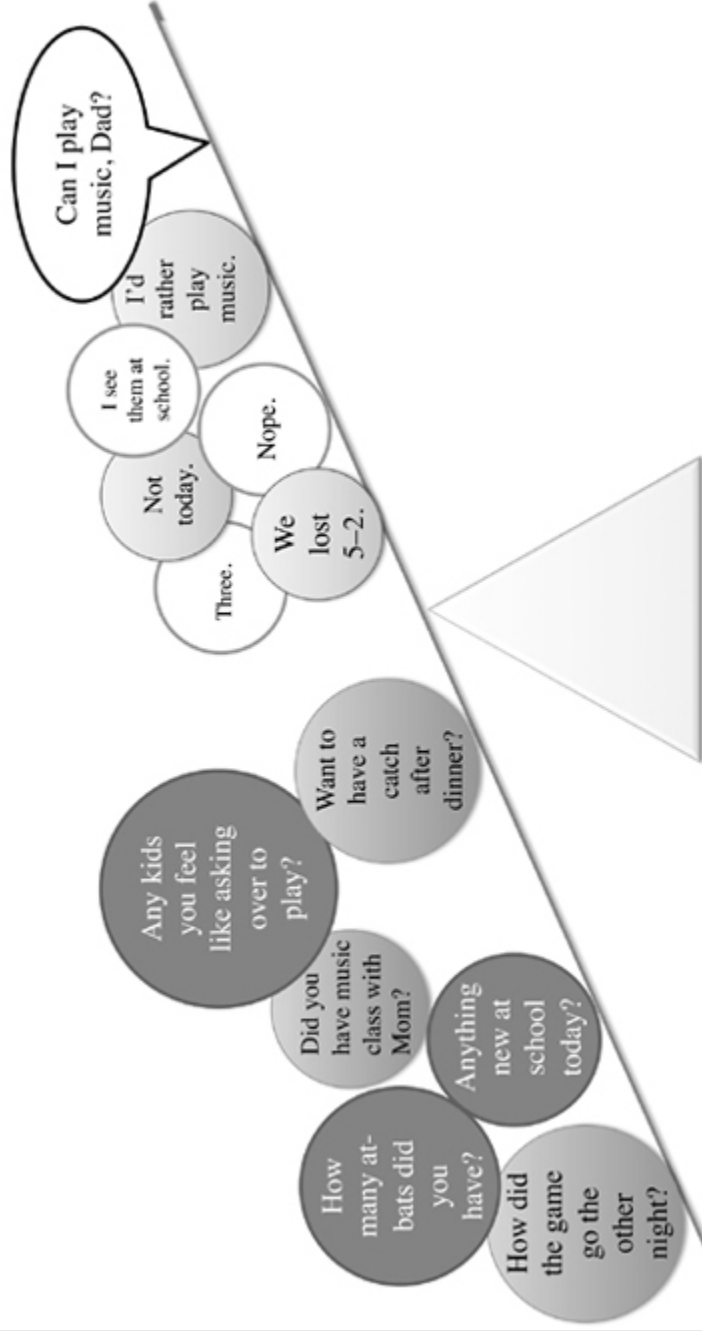 How
many at-
bats did
you
have?
How did
the game
go the
other
night?
Did you
have music
class with
Mom?
Anything
new at
school
today?
Any kids
you feel
like asking
over to
play?
Want to
have a
catch
after
dinner?
Three.
We
lost
5–2.
Not
today.
Nope.
I see
them at
school.
I'd
rather
play
music.
Can I play
music, Dad?